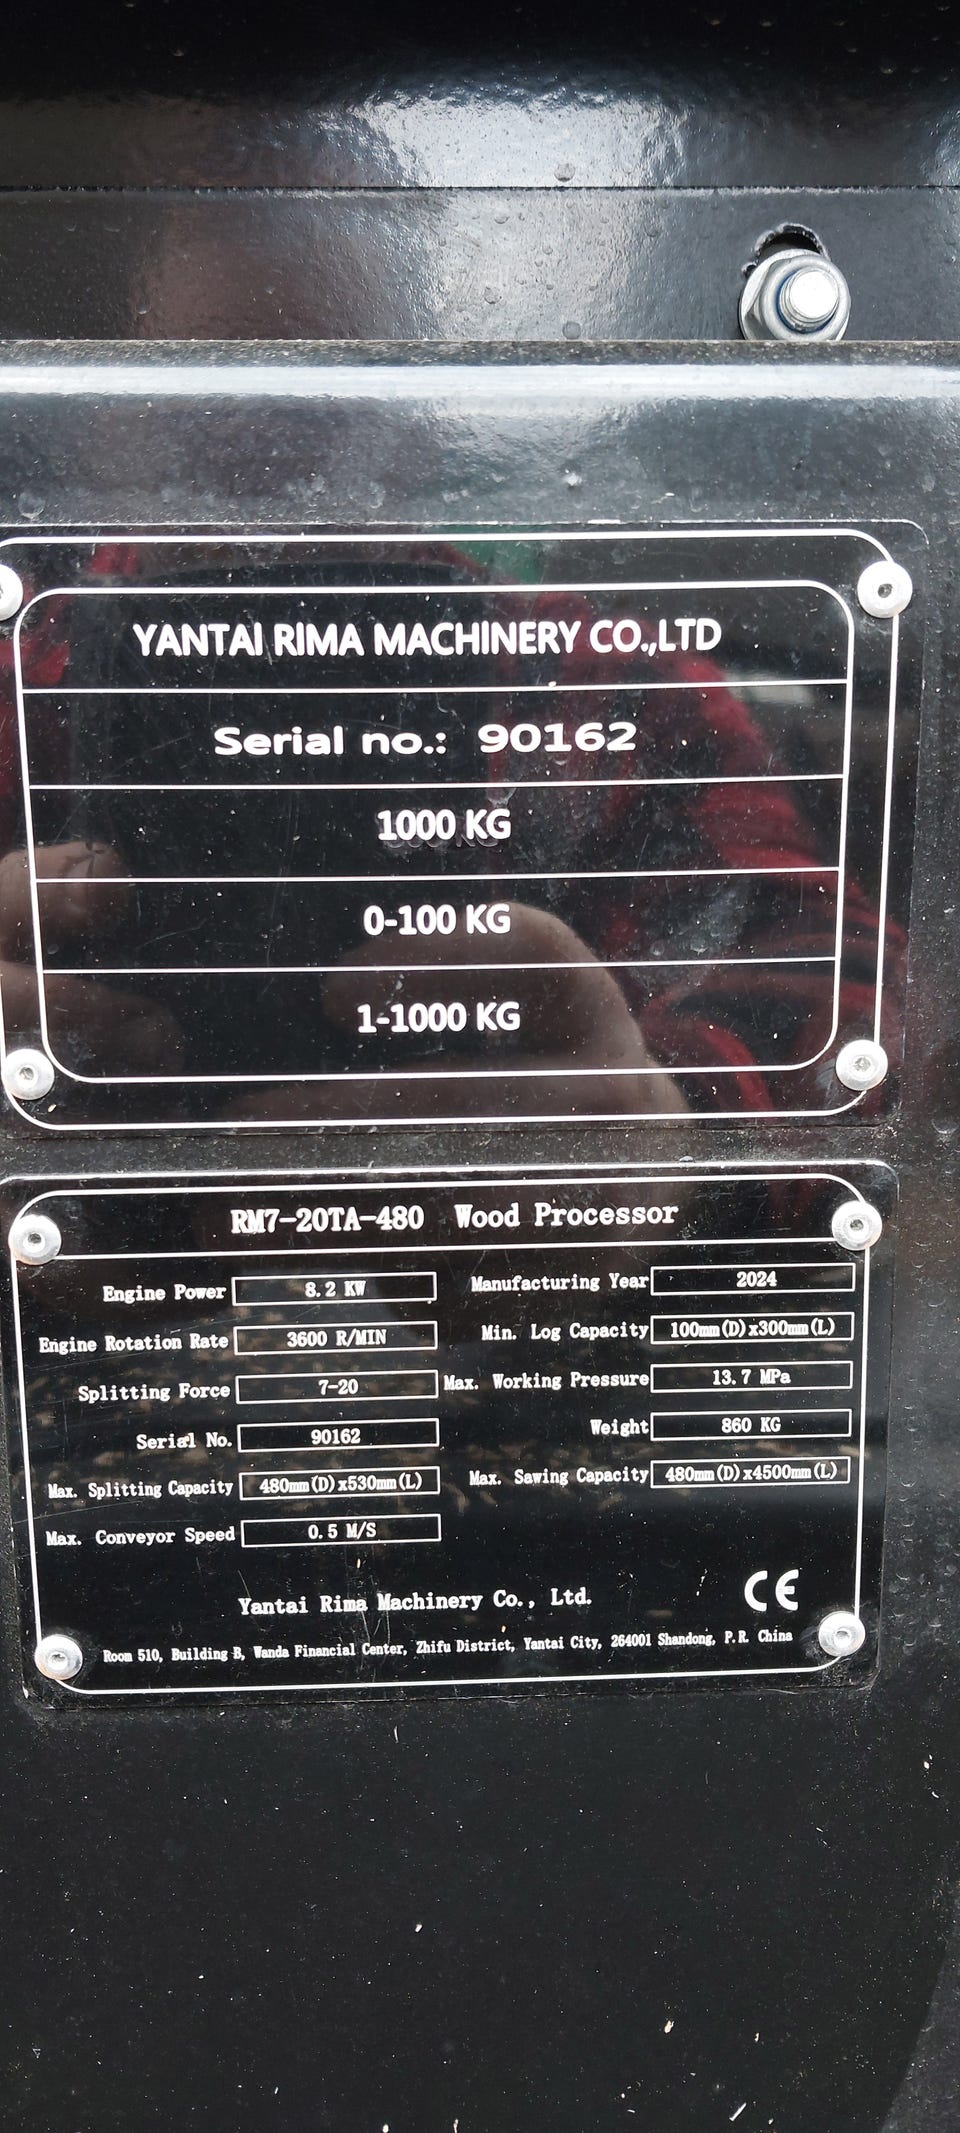 YANTAI RIMA MACHINERY CO.,LTD
Serial no.: 90162
1000 KG
0-100 KG
1-1000 KG
RM7-20TA-480 Wood Processor
Engine Power 8.2 KW Manufacturing Year 2024
Engine Rotation Rate 3600 R/MIN Min. Log Capacity 100mm(D)x300mm(L)
Splitting Force 7-20 Max. Working Pressure 13.7 MPa
Serial No. 90162 Weight 860 KG
Max. Splitting Capacity 480mm(D)x530mm(L) Max. Sawing Capacity 480mm(D)x4500mm(L)
Max. Conveyor Speed 0.5 M/S
Yantai Rima Machinery Co., Ltd. CE
Room 510, Building B, Wanda Financial Center, Zhifu District, Yantai City, 264001 Shandong, P.R. China